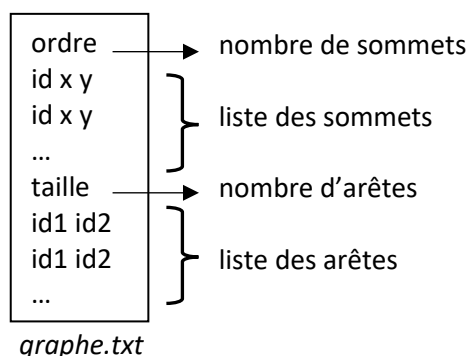 ordre nombre de sommets
id x y
id x y
liste des sommets
…
taille nombre d’arêtes
id1 id2
id1 id2
liste des arêtes
…
graphe.txt